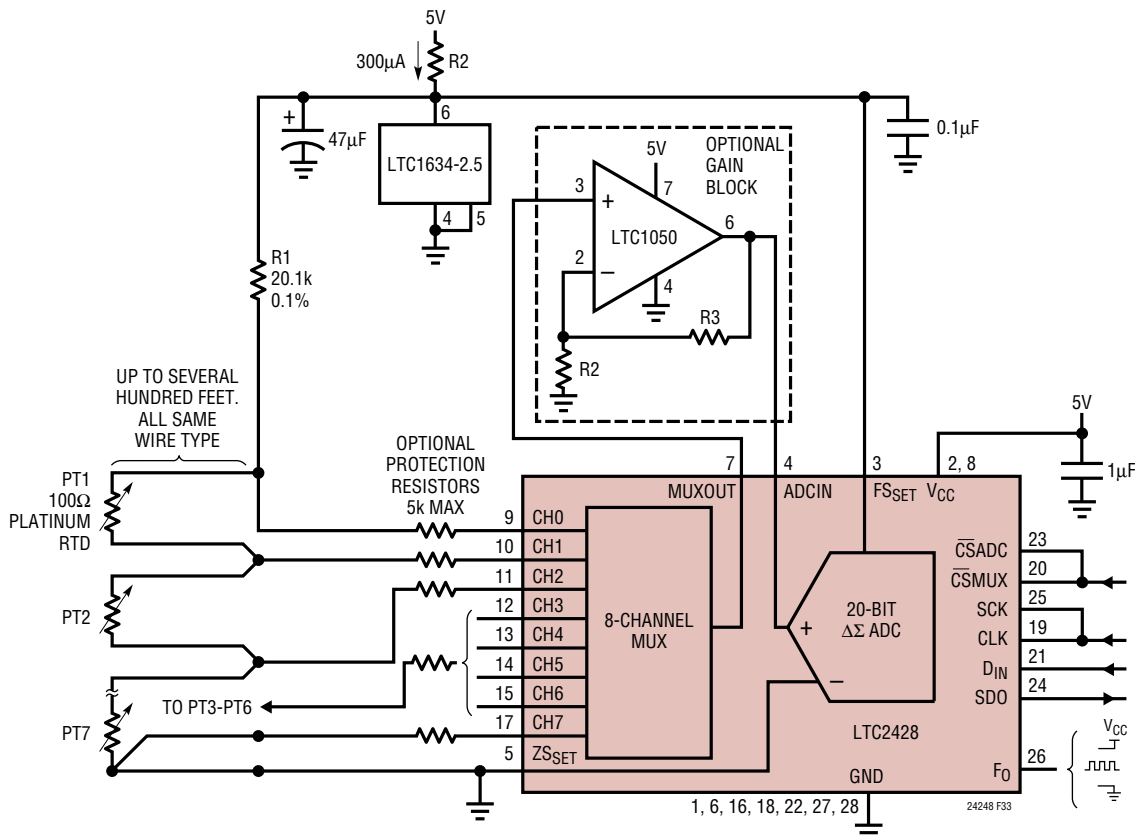 5V
300µA
R2
6
+
47µF
LTC1634-2.5
4
5
0.1µF
OPTIONAL
GAIN
BLOCK
5V
3
7
+
6
LTC1050
2
–
4
R3
R2
R1
20.1k
0.1%
UP TO SEVERAL
HUNDRED FEET.
ALL SAME
WIRE TYPE
OPTIONAL
PROTECTION
RESISTORS
5k MAX
5V
1µF
7
4
3
2, 8
MUXOUT
ADCIN
FSSET
VCC
PT1
100Ω
PLATINUM
RTD
PT2
PT7
TO PT3-PT6
9 CH0
10 CH1
11 CH2
12 CH3
13 CH4
14 CH5
15 CH6
17 CH7
5 ZSSET
8-CHANNEL
MUX
20-BIT
ΔΣ ADC
+
–
LTC2428
GND
1, 6, 16, 18, 22, 27, 28
C̅S̅ADC 23
C̅S̅MUX 20
SCK 25
CLK 19
DIN 21
SDO 24
FO 26
VCC
24248 F33